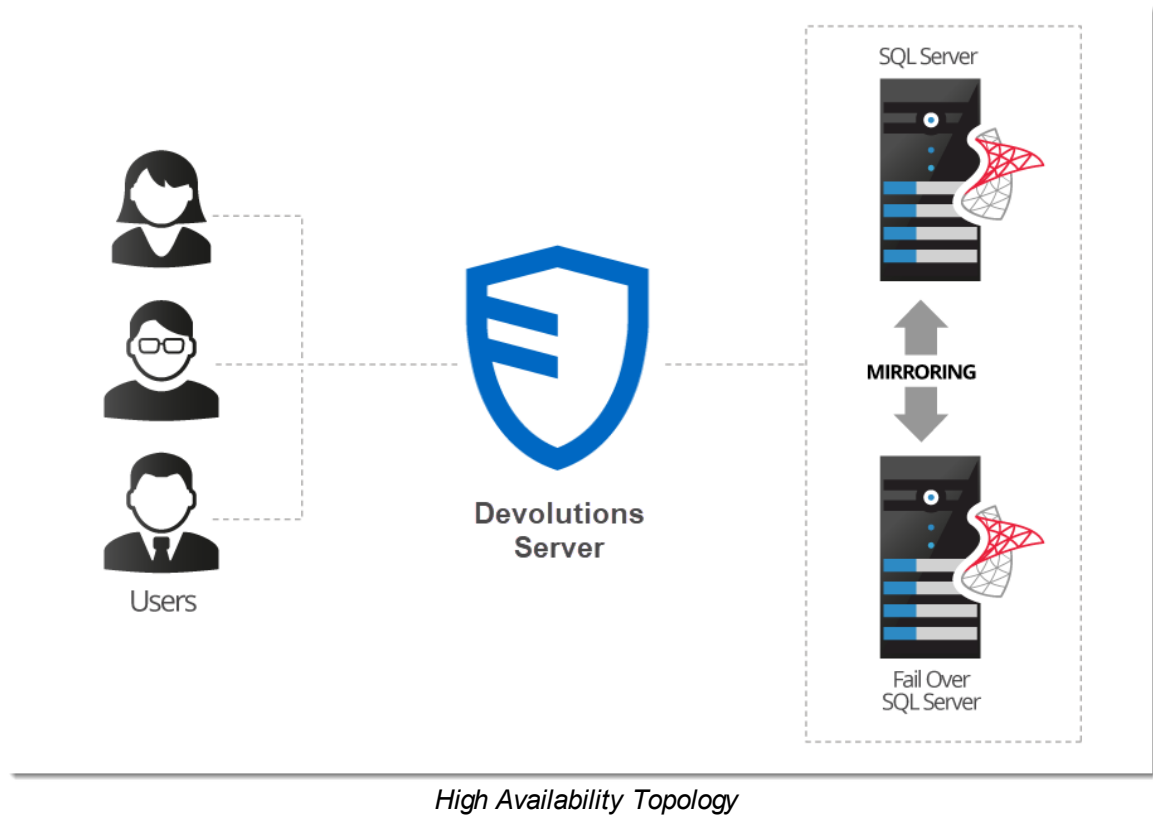 SQL Server
MIRRORING
Devolutions
Server
Users
Fail Over
SQL Server
High Availability Topology